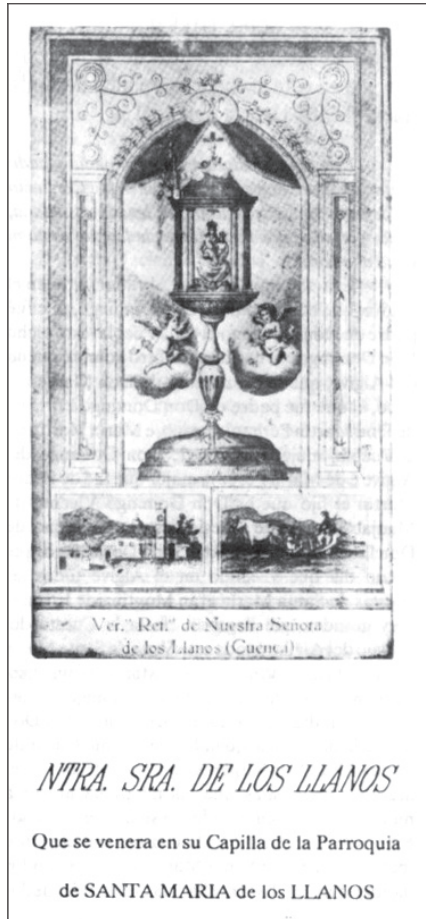 Ver.ª Ret.º de Nuestra Señora
de los Llanos (Cuenca)
NTRA. SRA. DE LOS LLANOS
Que se venera en su Capilla de la Parroquia
de SANTA MARIA de los LLANOS